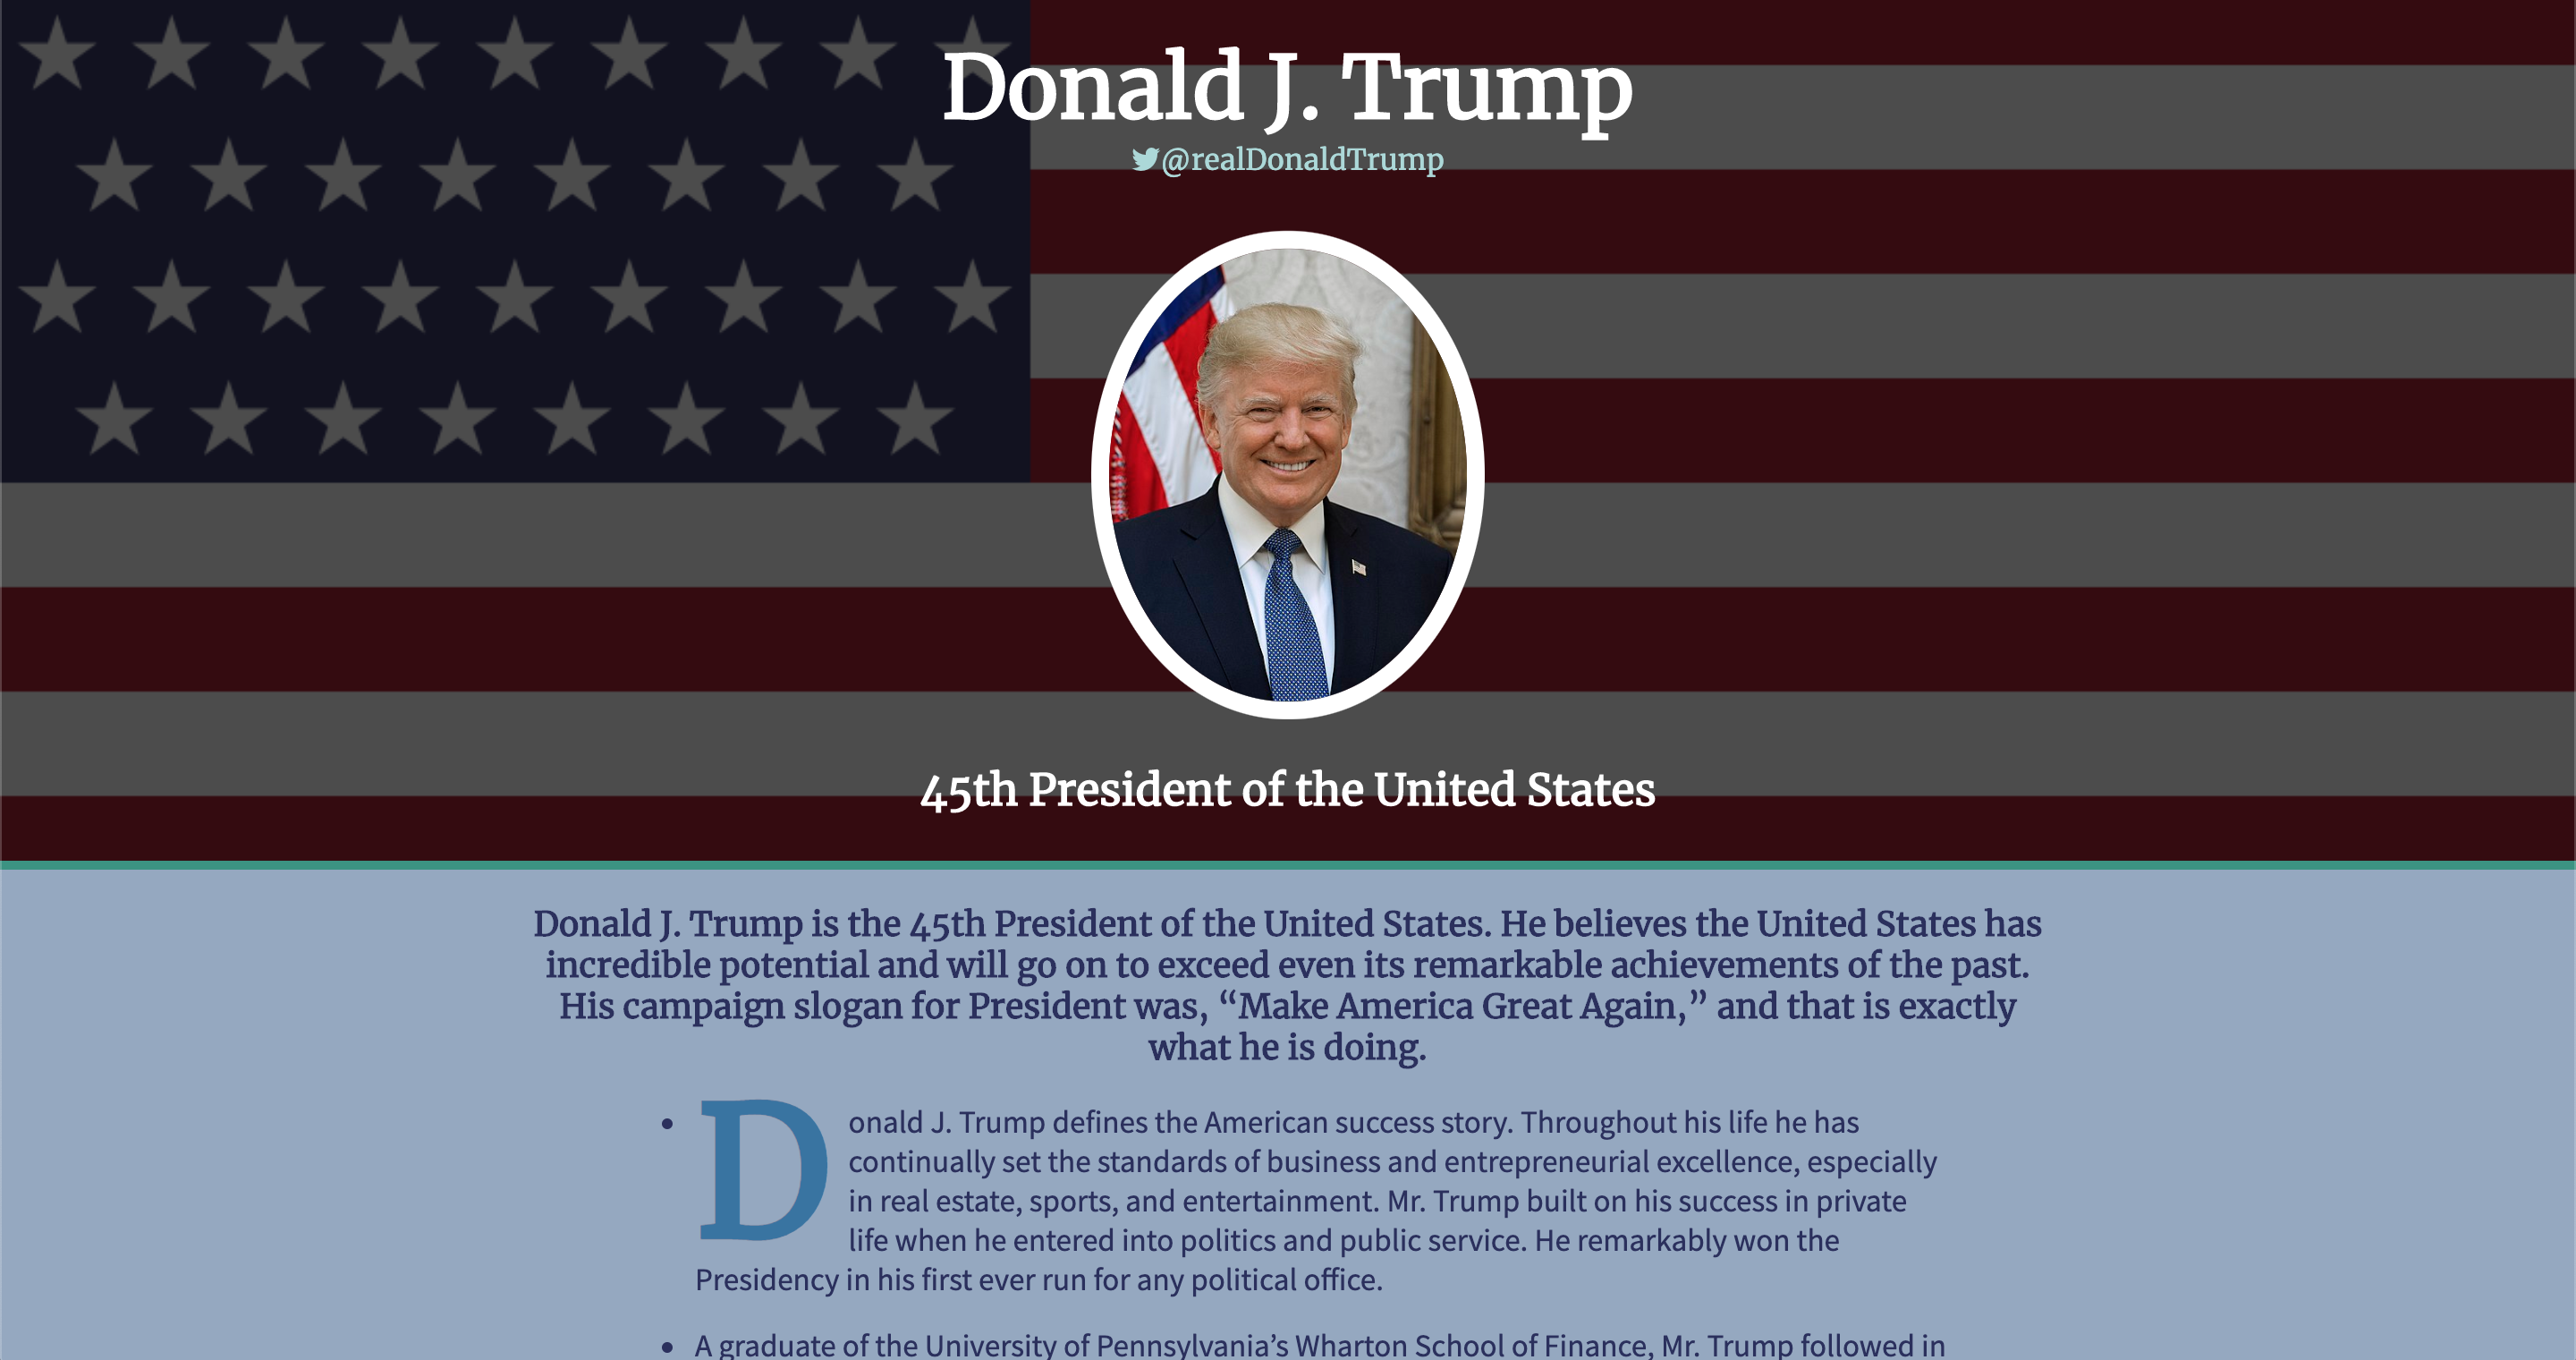 Donald J. Trump
@realDonaldTrump
45th President of the United States
Donald J. Trump is the 45th President of the United States. He believes the United States has
incredible potential and will go on to exceed even its remarkable achievements of the past.
His campaign slogan for President was, “Make America Great Again,” and that is exactly
what he is doing.
• Donald J. Trump defines the American success story. Throughout his life he has
continually set the standards of business and entrepreneurial excellence, especially
in real estate, sports, and entertainment. Mr. Trump built on his success in private
life when he entered into politics and public service. He remarkably won the
Presidency in his first ever run for any political office.
• A graduate of the University of Pennsylvania’s Wharton School of Finance, Mr. Trump followed in